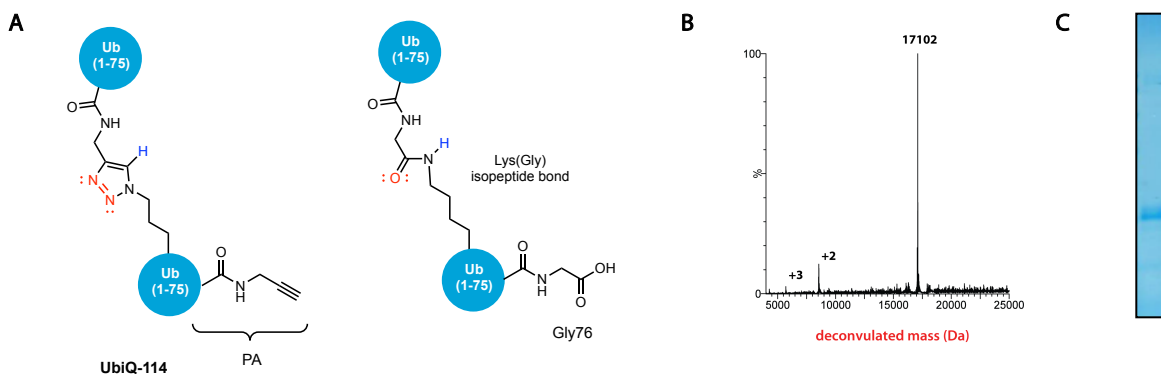 A
Ub
(1-75)
O
NH
H
:N
N
N
Ub
(1-75)
O
N
H
PA
UbiQ-114
Ub
(1-75)
O
NH
H
N
:O:
Lys(Gly)
isopeptide bond
Ub
(1-75)
O
N
H
OH
O
Gly76
B
17102
100
%
+3
+2
0
5000 10000 15000 20000 25000
deconvulated mass (Da)
C